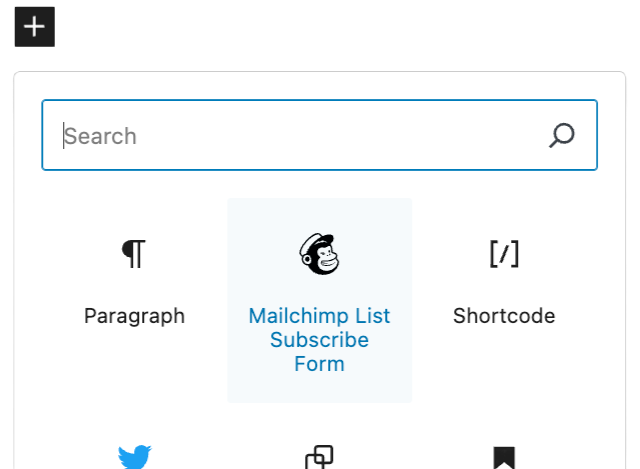 Search
Paragraph
Mailchimp List
Subscribe
Form
Shortcode